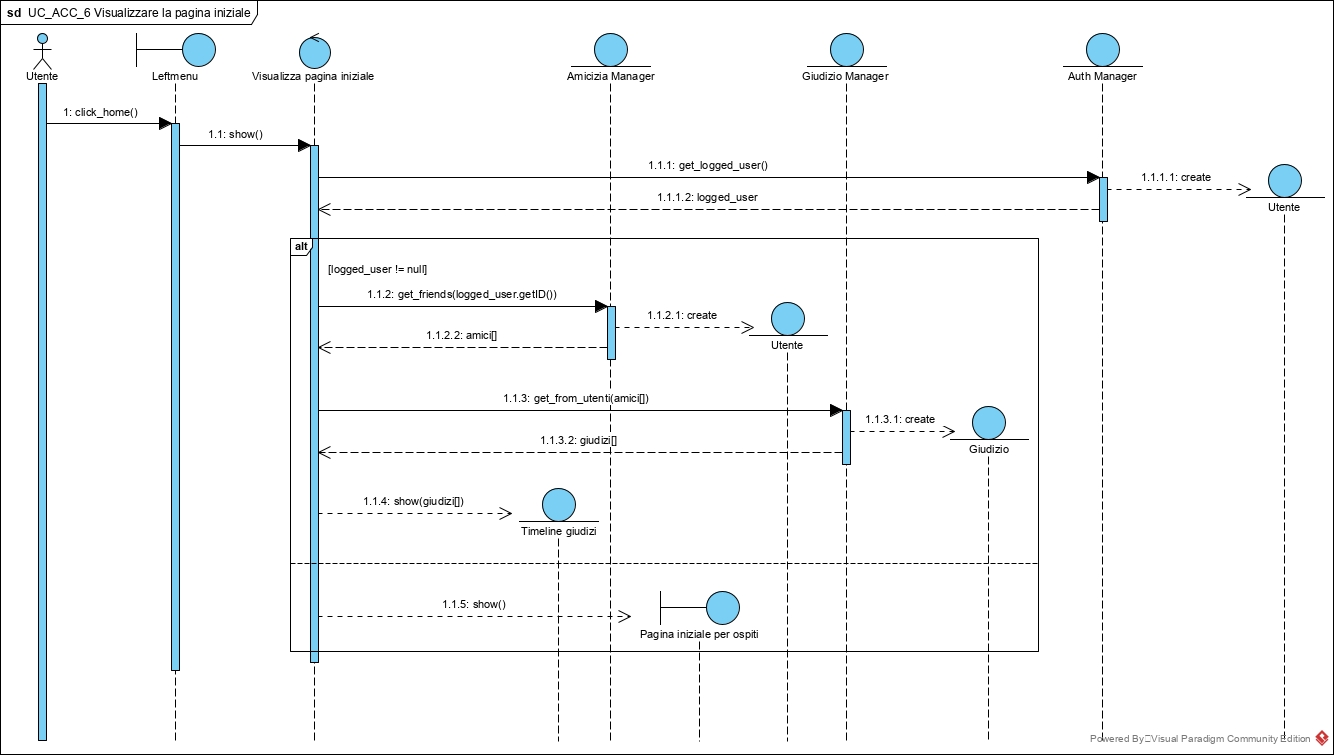 sd UC_ACC_6 Visualizzare la pagina iniziale
Utente
Leftmenu
Visualizza pagina iniziale
Amicizia Manager
Giudizio Manager
Auth Manager
1: click_home()
1.1: show()
1.1.1: get_logged_user()
1.1.1.1: create
Utente
1.1.1.2: logged_user
alt
[logged_user != null]
1.1.2: get_friends(logged_user.getID())
1.1.2.1: create
Utente
1.1.2.2: amici[]
1.1.3: get_from_utenti(amici[])
1.1.3.1: create
Giudizio
1.1.3.2: giudizi[]
1.1.4: show(giudizi[])
Timeline giudizi
1.1.5: show()
Pagina iniziale per ospiti
Powered By Visual Paradigm Community Edition